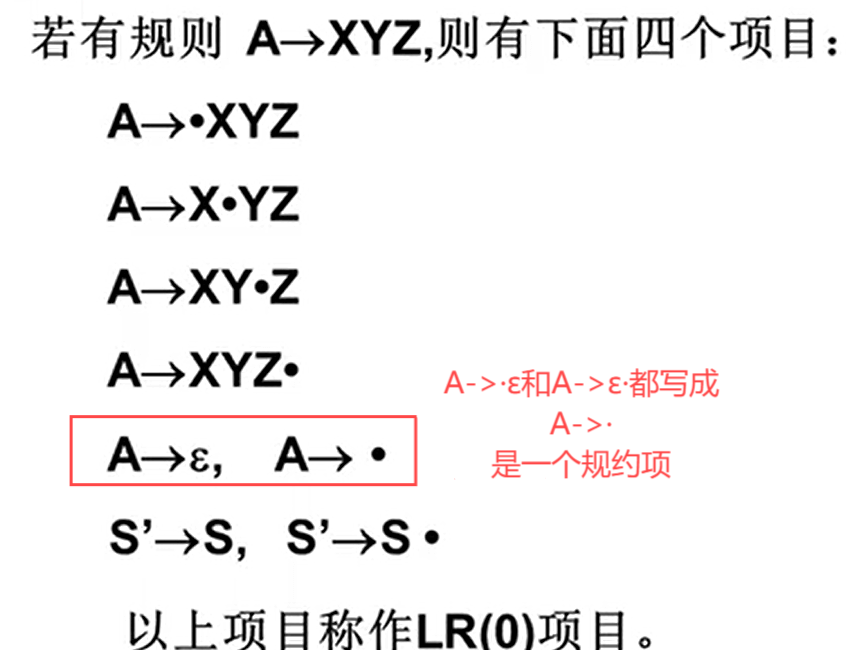 若有规则 A→XYZ,则有下面四个项目:
A→•XYZ
A→X•YZ
A→XY•Z
A→XYZ•
A->·ε和A->ε·都写成
A->·
是一个规约项
A→ε, A→ •
S’→S, S’→S •
以上项目称作LR(0)项目。